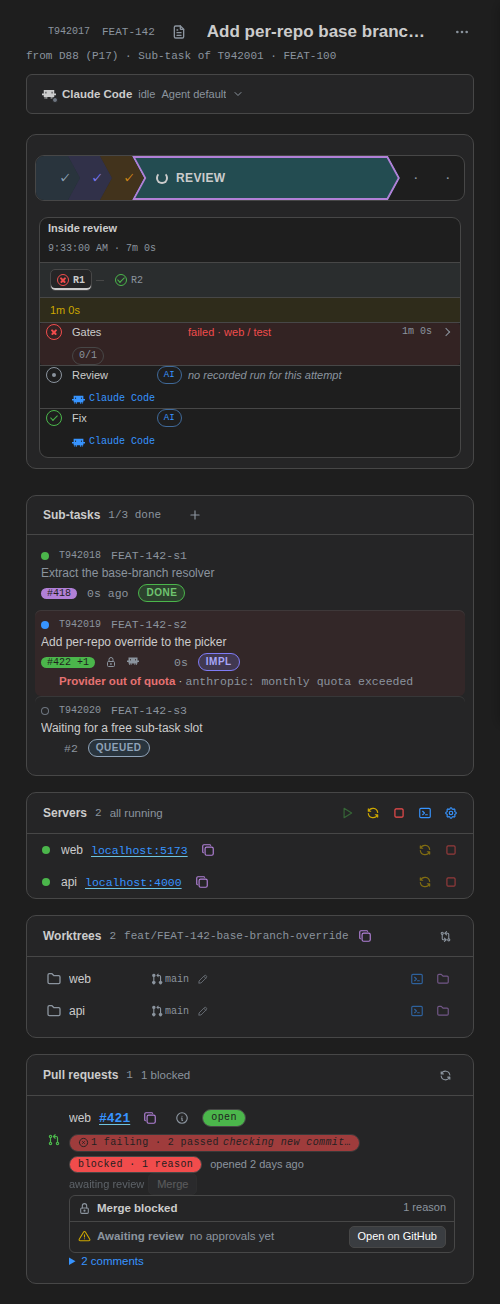 T942017 FEAT-142 Add per-repo base branc…
from D88 (P17) · Sub-task of T942001 · FEAT-100
Claude Code idle Agent default
REVIEW
Inside review
9:33:00 AM · 7m 0s
R1 — R2
1m 0s
Gates failed · web / test 1m 0s
0/1
Review AI no recorded run for this attempt
Claude Code
Fix AI
Claude Code
Sub-tasks 1/3 done
T942018 FEAT-142-s1
Extract the base-branch resolver
#418 0s ago DONE
T942019 FEAT-142-s2
Add per-repo override to the picker
#422 +1 0s IMPL
Provider out of quota · anthropic: monthly quota exceeded
T942020 FEAT-142-s3
Waiting for a free sub-task slot
#2 QUEUED
Servers 2 all running
web localhost:5173
api localhost:4000
Worktrees 2 feat/FEAT-142-base-branch-override
web main
api main
Pull requests 1 1 blocked
web #421 open
1 failing · 2 passed checking new commit…
blocked · 1 reason opened 2 days ago
awaiting review Merge
Merge blocked 1 reason
Awaiting review no approvals yet Open on GitHub
2 comments